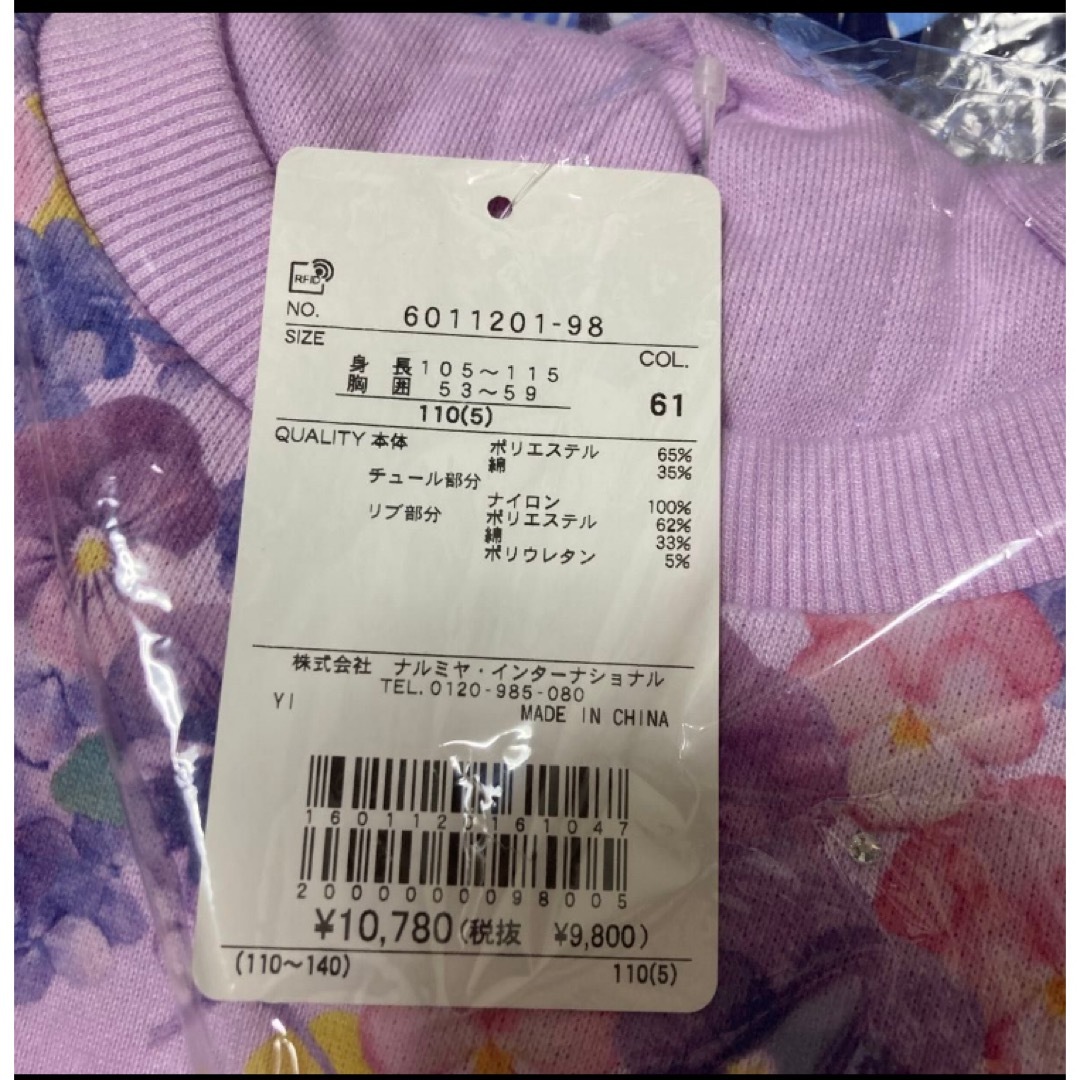 RFID
NO. 6011201-98
SIZE
COL.
身 長 105～115
胸 囲 53～59
110(5)
61
QUALITY 本体 ポリエステル 65%
綿 35%
チュール部分 ナイロン 100%
リブ部分 ポリエステル 62%
綿 33%
ポリウレタン 5%
株式会社 ナルミヤ・インターナショナル
TEL. 0120-985-080
YI MADE IN CHINA
1601120161047
2000000098005
¥10,780(税抜 ¥9,800)
(110～140) 110(5)